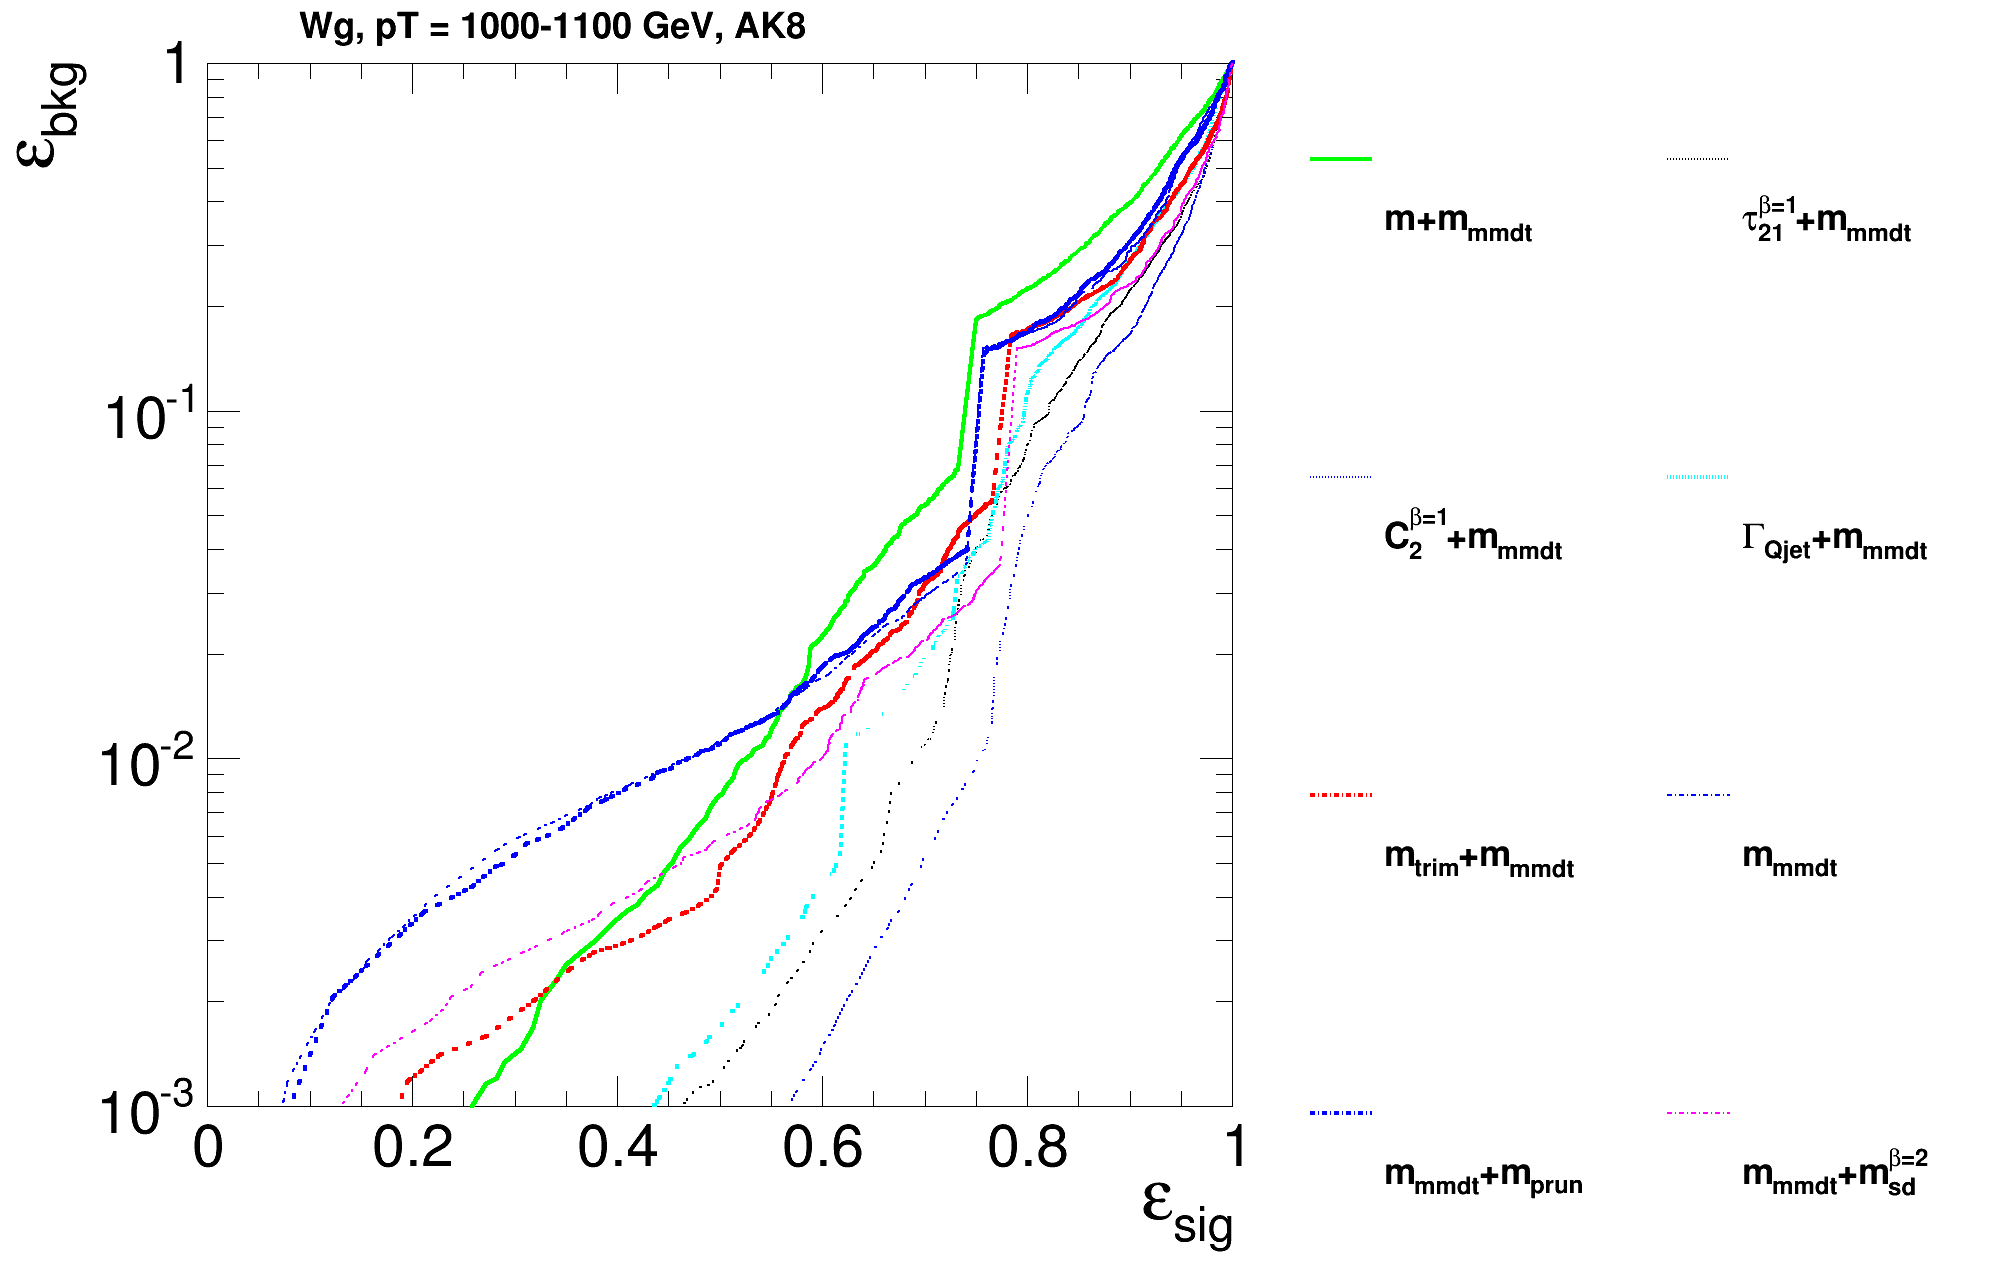 Wg, pT = 1000-1100 GeV, AK8
εbkg
1
10-1
10-2
10-3
0 0.2 0.4 0.6 0.8 1
εsig
m+mmmdt
τ21β=1+mmmdt
C2β=1+mmmdt
ΓQjet+mmmdt
mtrim+mmmdt
mmmdt
mmmdt+mprun
mmmdt+msdβ=2